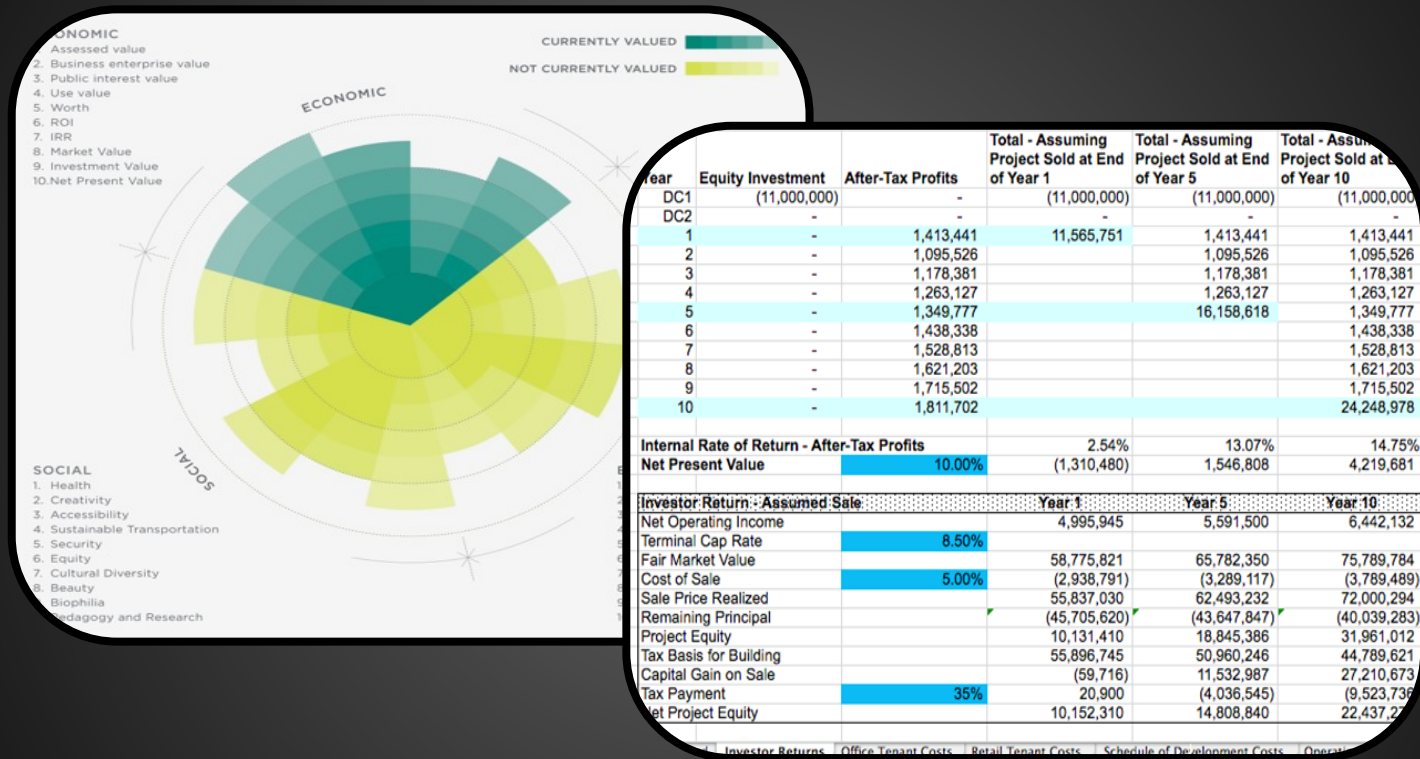 ONOMIC
Assessed value
2. Business enterprise value
3. Public interest value
4. Use value
5. Worth
6. ROI
7. IRR
8. Market Value
9. Investment Value
10.Net Present Value
CURRENTLY VALUED
NOT CURRENTLY VALUED
ECONOMIC
SOCIAL
SOCIAL
1. Health
2. Creativity
3. Accessibility
4. Sustainable Transportation
5. Security
6. Equity
7. Cultural Diversity
8. Beauty
Biophilia
Pedagogy and Research
Year Equity Investment After-Tax Profits Total - Assuming Project Sold at End of Year 1 Total - Assuming Project Sold at End of Year 5 Total - Assu Project Sold at of Year 10
DC1 (11,000,000) - (11,000,000) (11,000,000) (11,000,000
DC2 - - - - -
1 - 1,413,441 11,565,751 1,413,441 1,413,441
2 - 1,095,526 1,095,526 1,095,526
3 - 1,178,381 1,178,381 1,178,381
4 - 1,263,127 1,263,127 1,263,127
5 - 1,349,777 16,158,618 1,349,777
6 - 1,438,338 1,438,338
7 - 1,528,813 1,528,813
8 - 1,621,203 1,621,203
9 - 1,715,502 1,715,502
10 - 1,811,702 24,248,978
Internal Rate of Return - After-Tax Profits 2.54% 13.07% 14.75%
Net Present Value 10.00% (1,310,480) 1,546,808 4,219,681
Investor Return - Assumed Sale Year 1 Year 5 Year 10
Net Operating Income 4,995,945 5,591,500 6,442,132
Terminal Cap Rate 8.50%
Fair Market Value 58,775,821 65,782,350 75,789,784
Cost of Sale 5.00% (2,938,791) (3,289,117) (3,789,489)
Sale Price Realized 55,837,030 62,493,232 72,000,294
Remaining Principal (45,705,620) (43,647,847) (40,039,283)
Project Equity 10,131,410 18,845,386 31,961,012
Tax Basis for Building 55,896,745 50,960,246 44,789,621
Capital Gain on Sale (59,716) 11,532,987 27,210,673
Tax Payment 35% 20,900 (4,036,545) (9,523,736
Net Project Equity 10,152,310 14,808,840 22,437,2
Investor Returns Office Tenant Costs Retail Tenant Costs Schedule of Development Costs Operati